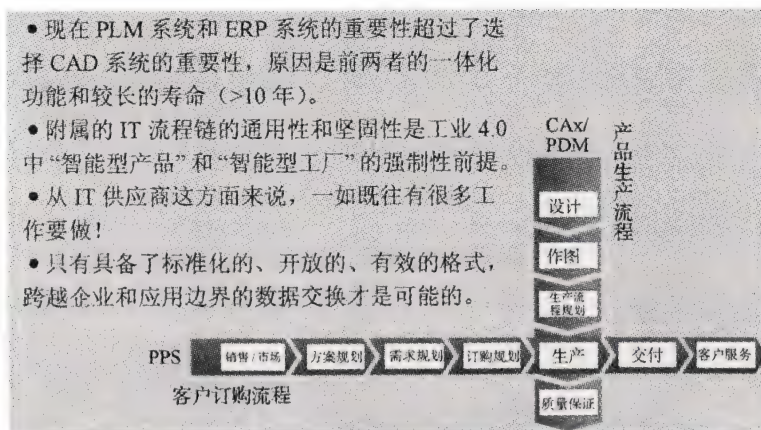 ●现在 PLM 系统和 ERP 系统的重要性超过了选
择 CAD 系统的重要性，原因是前两者的一体化
功能和较长的寿命（>10 年）。
●附属的 IT 流程链的通用性和坚固性是工业 4.0
中“智能型产品”和“智能型工厂”的强制性前提。
●从 IT 供应商这方面来说，一如既往有很多工
作要做！
●只有具备了标准化的、开放的、有效的格式，
跨越企业和应用边界的数据交换才是可能的。
CAx/
PDM
产品生产流程
设计
作图
生产流
程规划
PPS
销售/市场
方案规划
需求规划
订购规划
生产
交付
客户服务
客户订购流程
质量保证